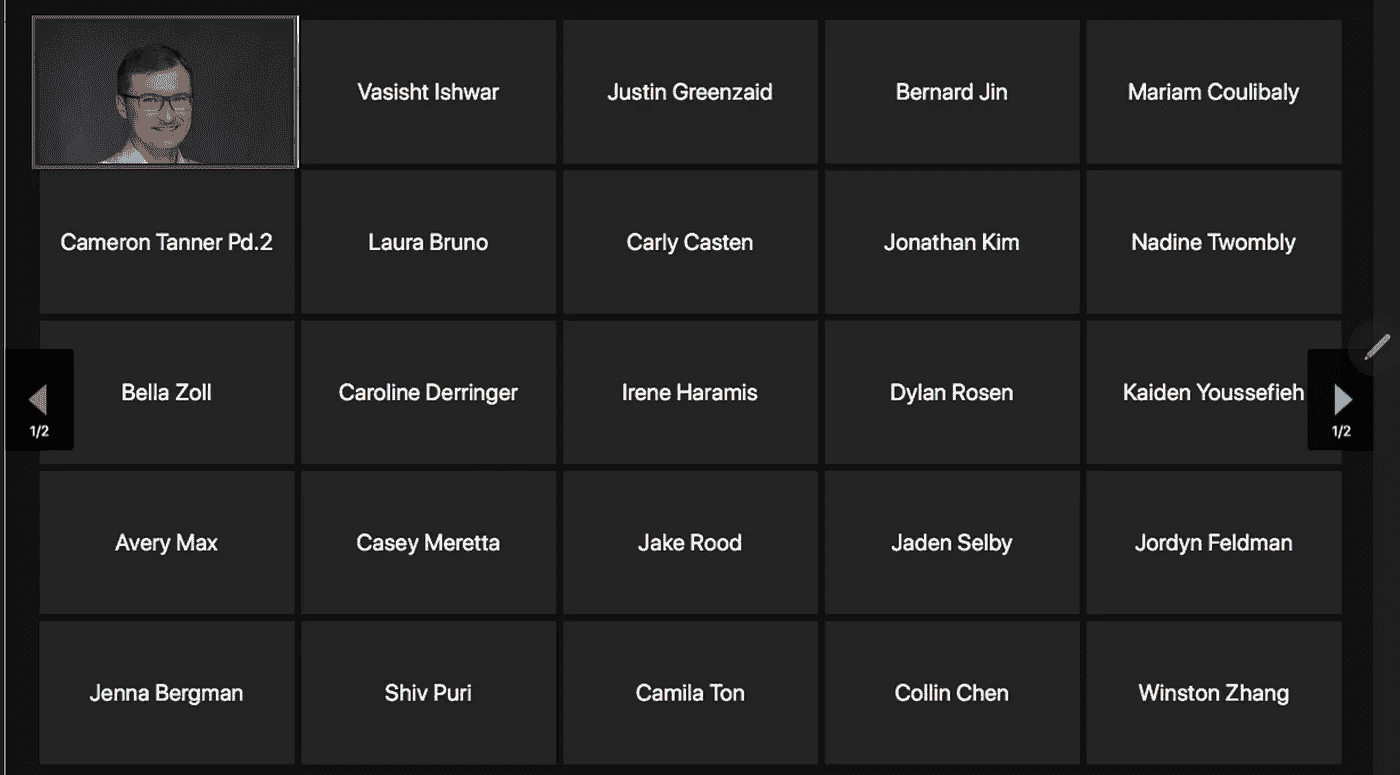 Vasisht Ishwar
Justin Greenzaid
Bernard Jin
Mariam Coulibaly
Cameron Tanner Pd.2
Laura Bruno
Carly Casten
Jonathan Kim
Nadine Twombly
Bella Zoll
Caroline Derringer
Irene Haramis
Dylan Rosen
Kaiden Youssefieh
1/2
1/2
Avery Max
Casey Meretta
Jake Rood
Jaden Selby
Jordyn Feldman
Jenna Bergman
Shiv Puri
Camila Ton
Collin Chen
Winston Zhang